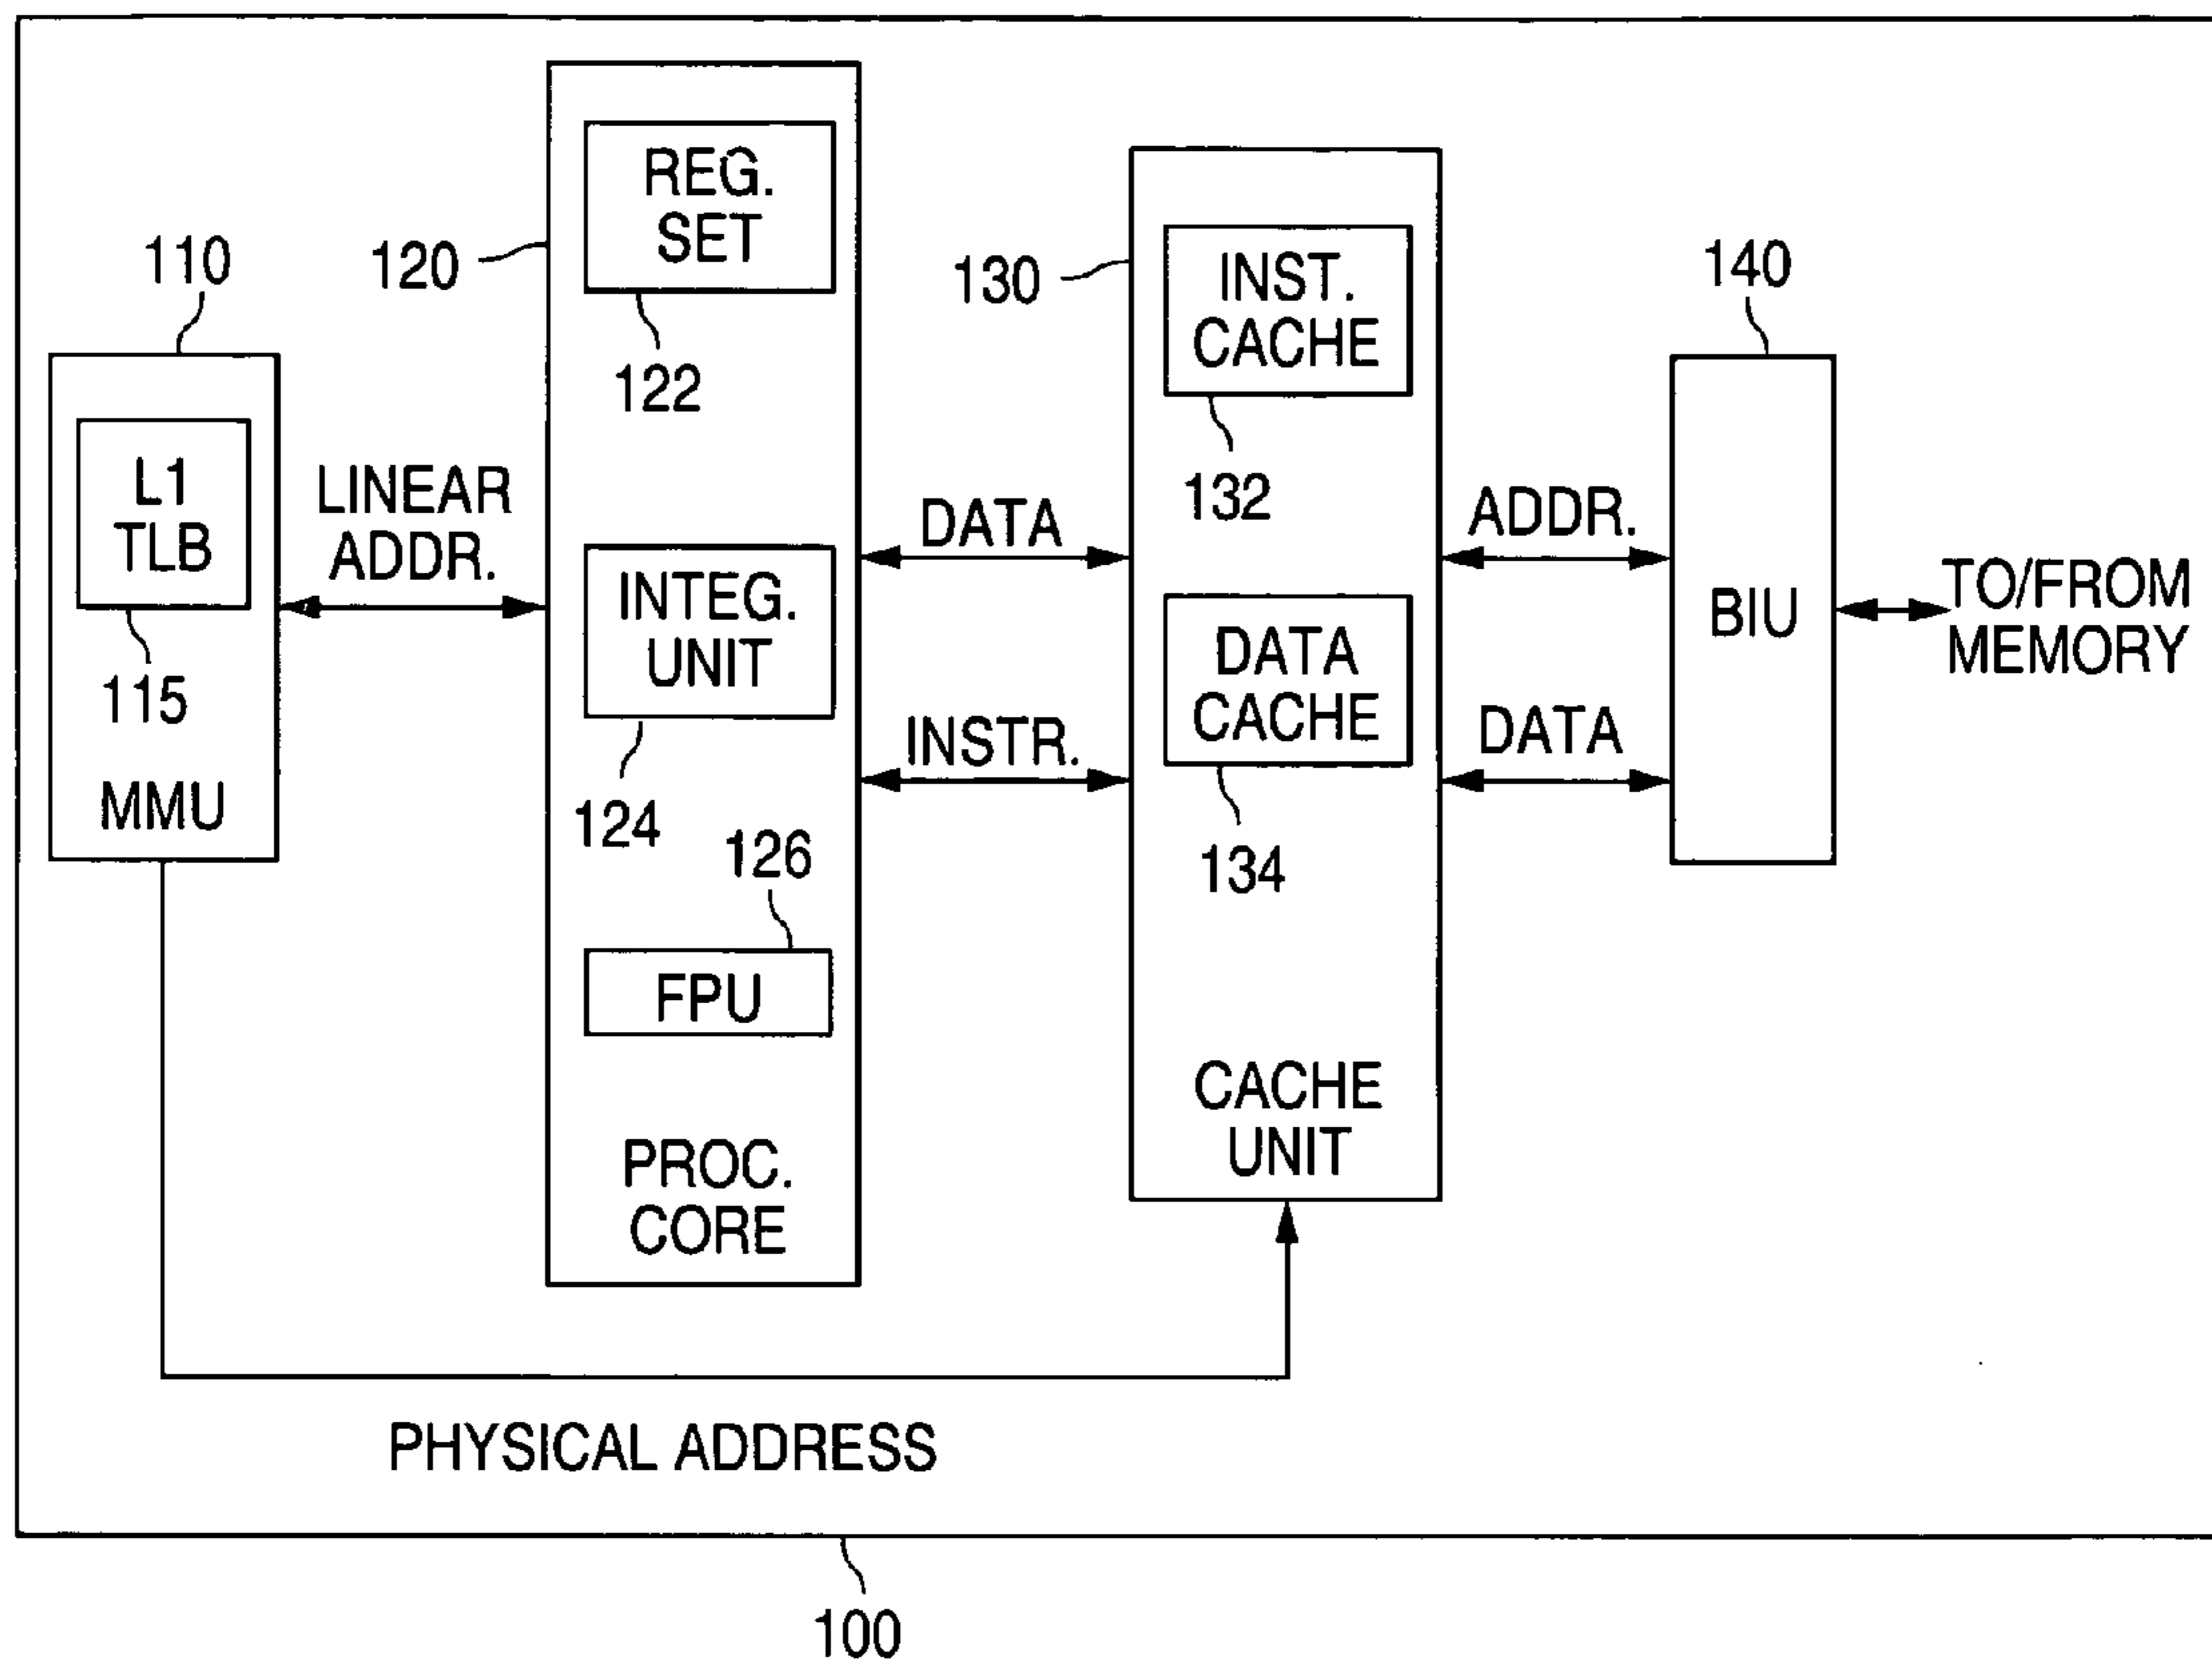 110
L1
TLB
115
MMU
LINEAR
ADDR.
120
REG.
SET
122
INTEG.
UNIT
124
126
FPU
PROC.
CORE
DATA
INSTR.
130
INST.
CACHE
132
DATA
CACHE
134
CACHE
UNIT
ADDR.
DATA
140
BIU
TO/FROM
MEMORY
PHYSICAL ADDRESS
100